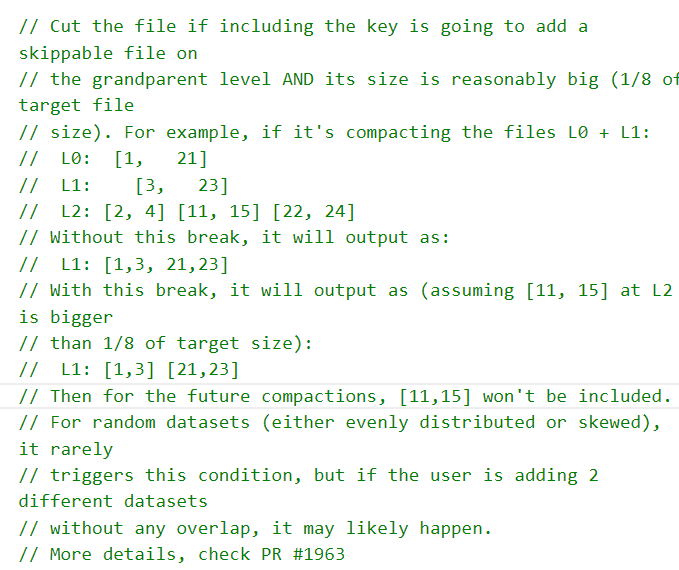 // Cut the file if including the key is going to add a
skippable file on
// the grandparent level AND its size is reasonably big (1/8 of
target file
// size). For example, if it's compacting the files L0 + L1:
//  L0:  [1,   21]
//  L1:    [3,   23]
//  L2: [2, 4] [11, 15] [22, 24]
// Without this break, it will output as:
//  L1: [1,3, 21,23]
// With this break, it will output as (assuming [11, 15] at L2
is bigger
// than 1/8 of target size):
//  L1: [1,3] [21,23]
// Then for the future compactions, [11,15] won't be included.
// For random datasets (either evenly distributed or skewed),
it rarely
// triggers this condition, but if the user is adding 2
different datasets
// without any overlap, it may likely happen.
// More details, check PR #1963